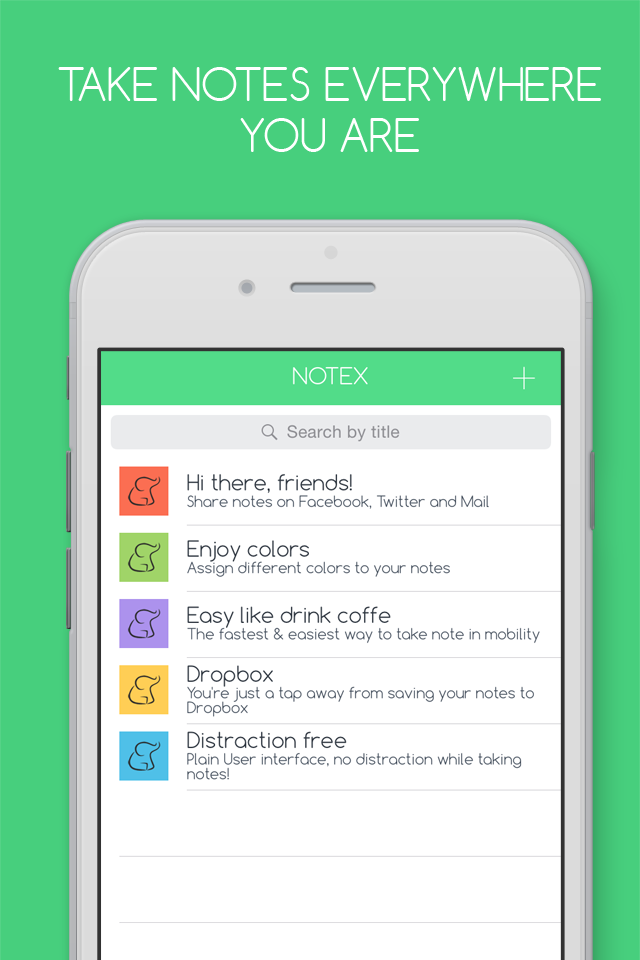 TAKE NOTES EVERYWHERE
YOU ARE
NOTEX
Search by title
Hi there, friends!
Share notes on Facebook, Twitter and Mail
Enjoy colors
Assign different colors to your notes
Easy like drink coffe
The fastest & easiest way to take note in mobility
Dropbox
You're just a tap away from saving your notes to
Dropbox
Distraction free
Plain User interface, no distraction while taking
notes!